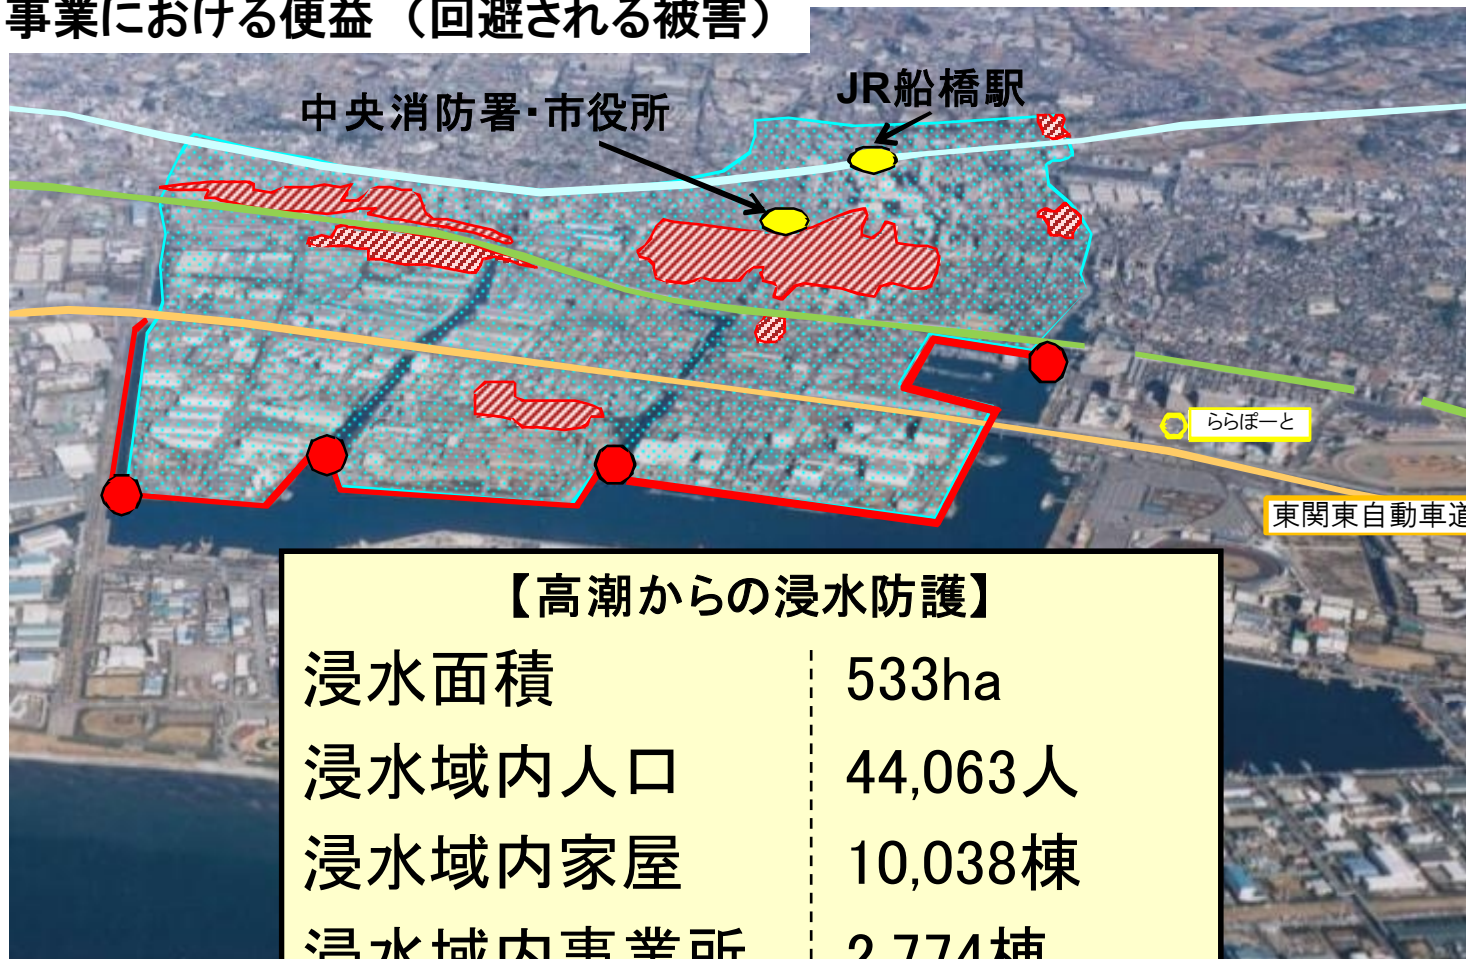 事業における便益 （回避される被害）
JR船橋駅
中央消防署・市役所
ららぽーと
東関東自動車道
【高潮からの浸水防護】
浸水面積 533ha
浸水域内人口 44,063人
浸水域内家屋 10,038棟
浸水域内事業所 2,774棟